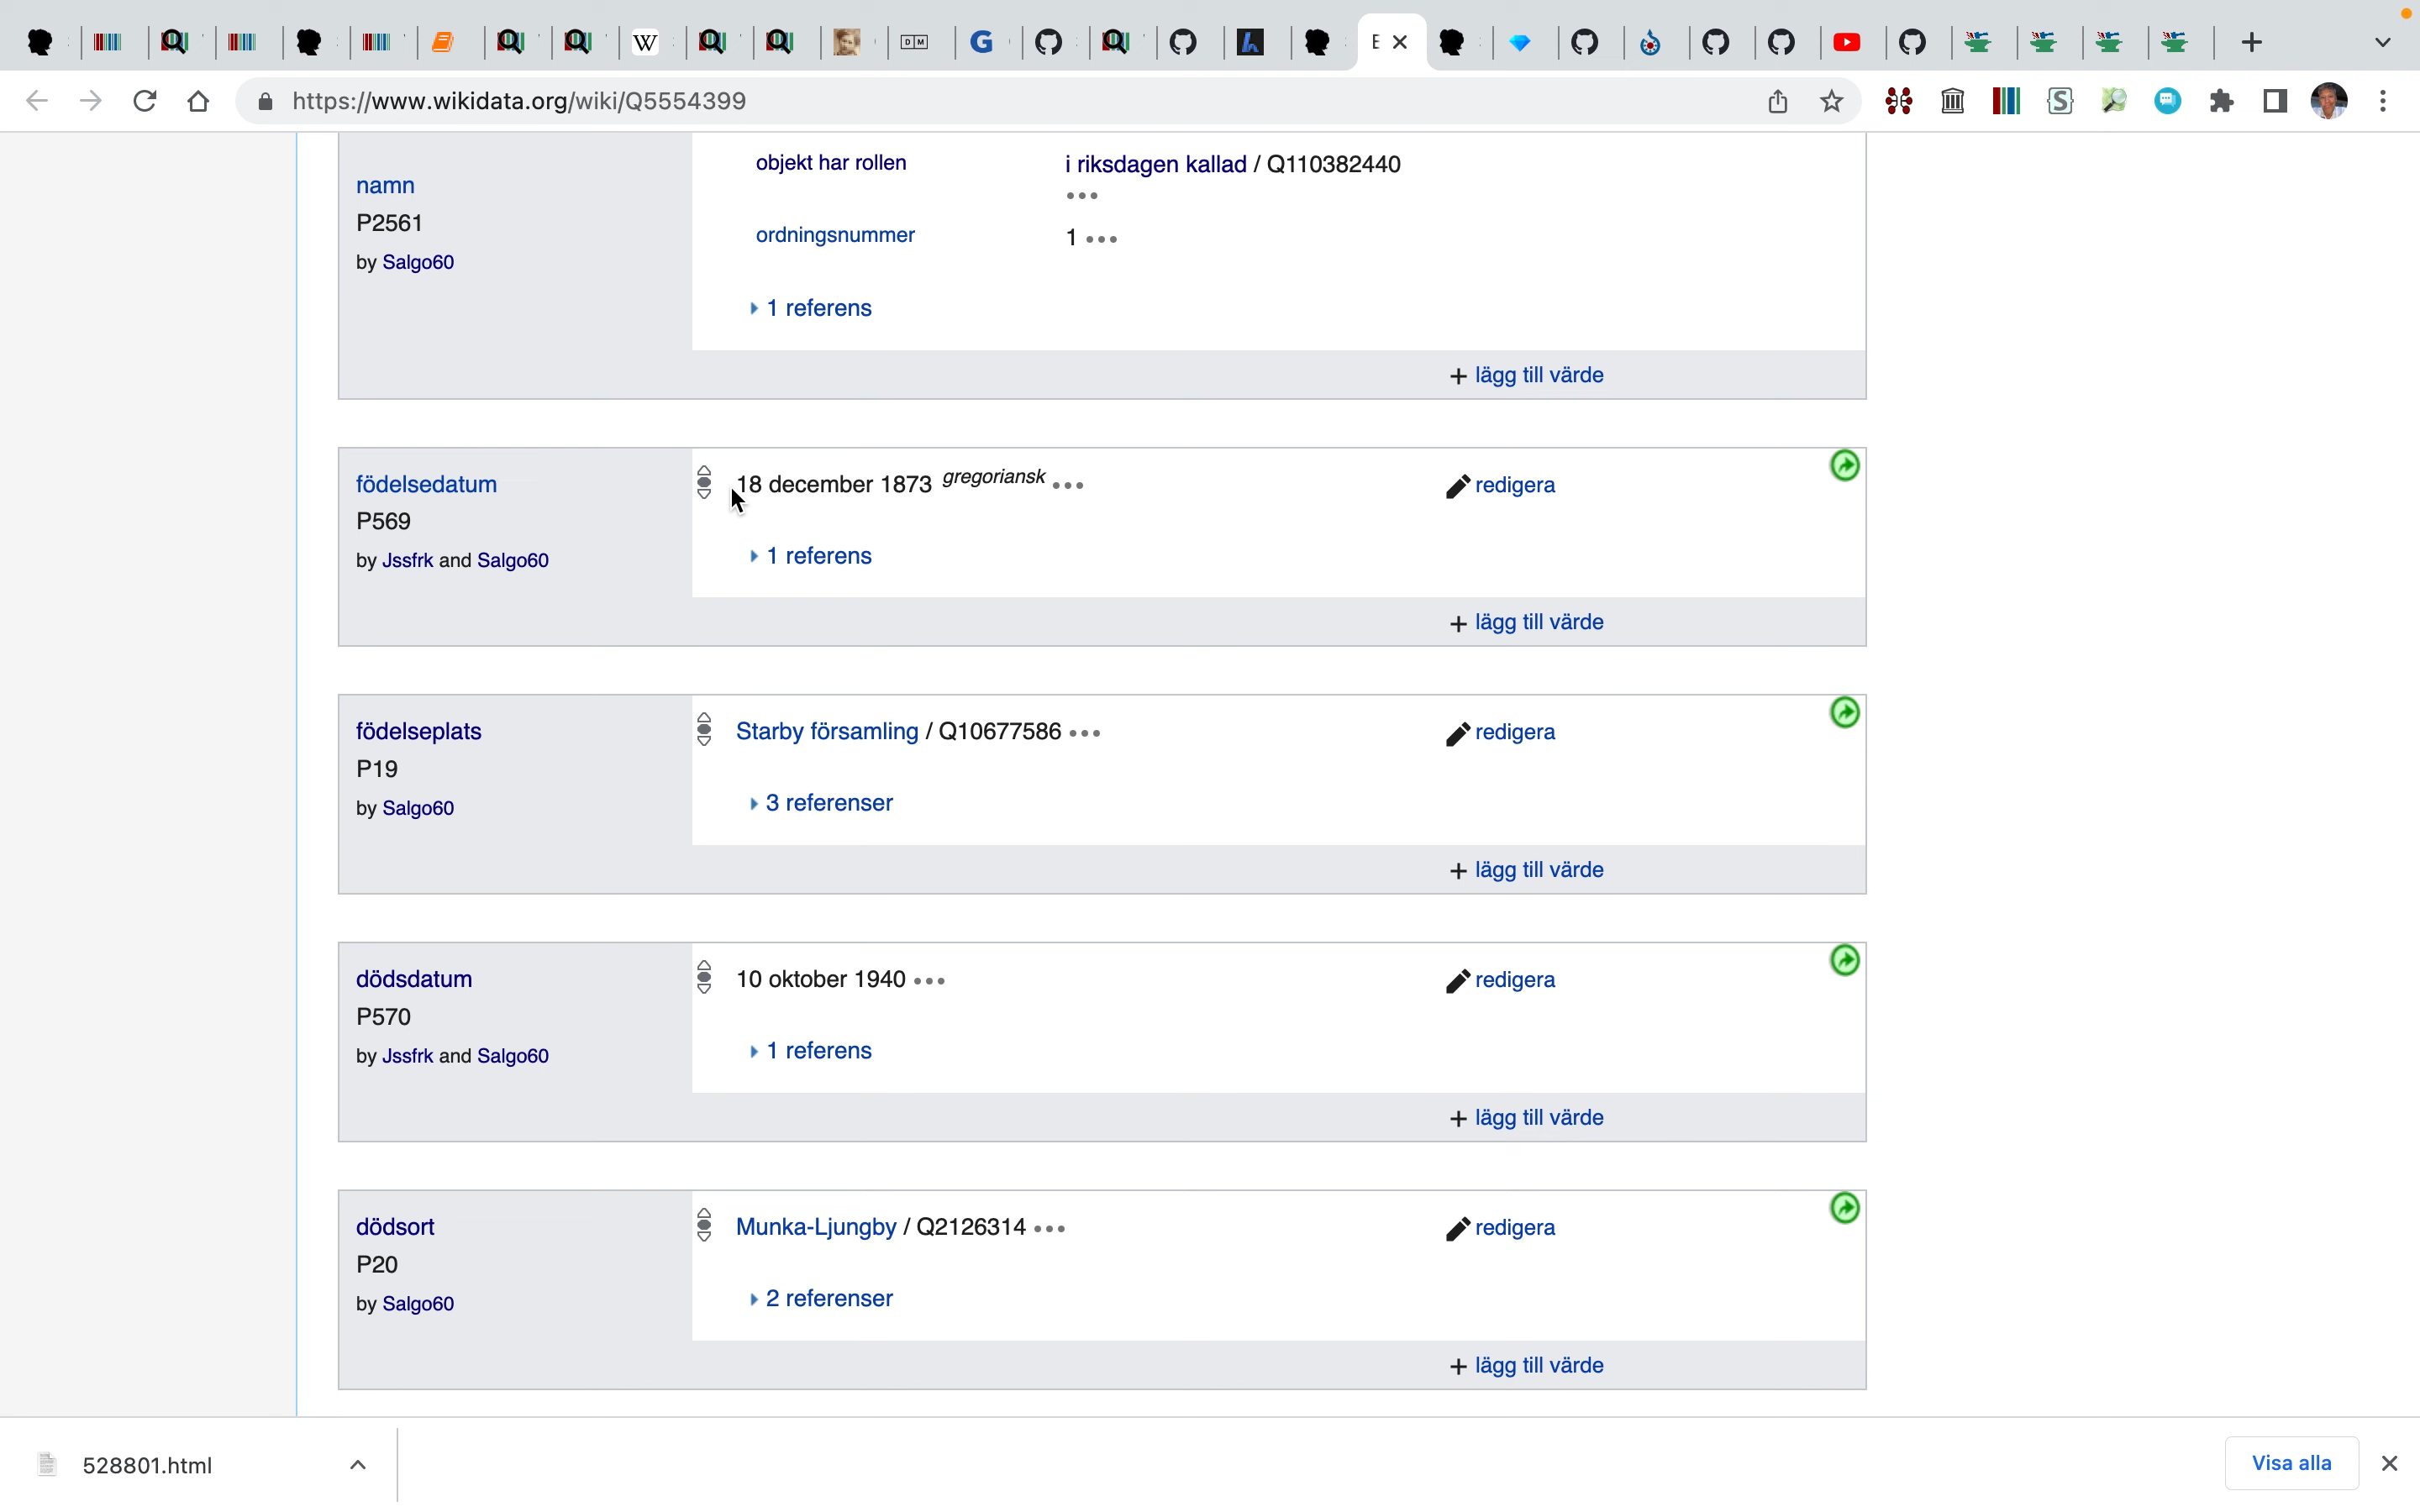 E
https://www.wikidata.org/wiki/Q5554399
namn
P2561
by Salgo60
objekt har rollen
i riksdagen kallad / Q110382440
ordningsnummer
1
1 referens
+ lägg till värde
födelsedatum
P569
by Jssfrk and Salgo60
18 december 1873 gregoriansk
redigera
1 referens
+ lägg till värde
födelseplats
P19
by Salgo60
Starby församling / Q10677586
redigera
3 referenser
+ lägg till värde
dödsdatum
P570
by Jssfrk and Salgo60
10 oktober 1940
redigera
1 referens
+ lägg till värde
dödsort
P20
by Salgo60
Munka-Ljungby / Q2126314
redigera
2 referenser
+ lägg till värde
528801.html
Visa alla